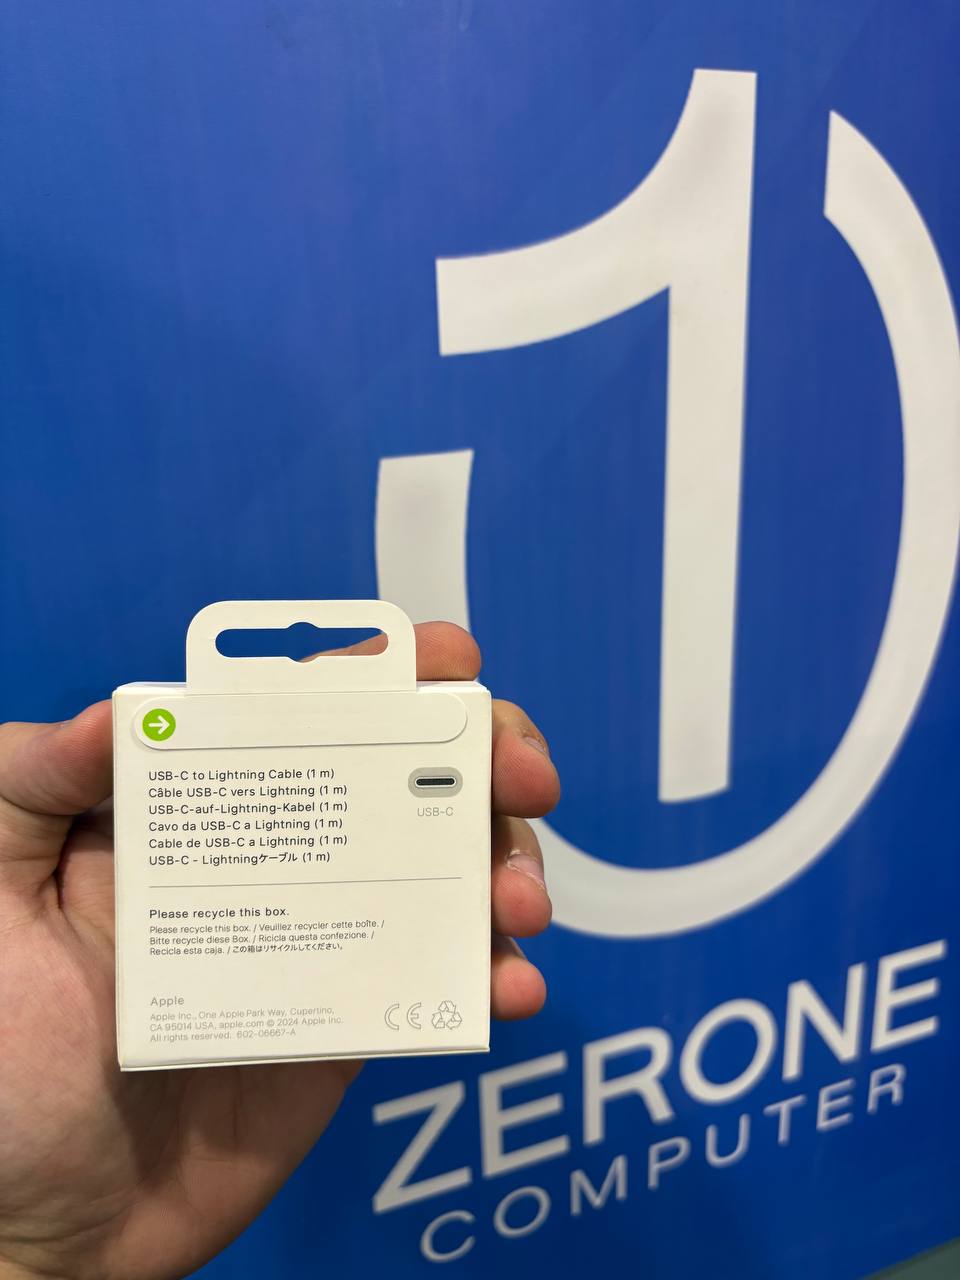 USB-C to Lightning Cable (1 m)
Câble USB-C vers Lightning (1 m)
USB-C-auf-Lightning-Kabel (1 m)
Cavo da USB-C a Lightning (1 m)
Cable de USB-C a Lightning (1 m)
USB-C - Lightningケーブル (1 m)
USB-C
Please recycle this box.
Please recycle this box. / Veuillez recycler cette boîte. /
Bitte recycle diese Box. / Ricicla questa confezione. /
Recicla esta caja. / この箱はリサイクルしてください。
Apple
Apple Inc., One Apple Park Way, Cupertino,
CA 95014 USA, apple.com © 2024 Apple Inc.
All rights reserved. 602-06667-A
CE
ZERONE
COMPUTER